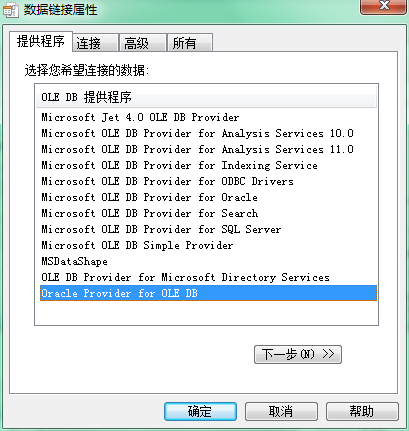 数据链接属性
提供程序 连接 高级 所有
选择您希望连接的数据:
OLE DB 提供程序
Microsoft Jet 4.0 OLE DB Provider
Microsoft OLE DB Provider for Analysis Services 10.0
Microsoft OLE DB Provider for Analysis Services 11.0
Microsoft OLE DB Provider for Indexing Service
Microsoft OLE DB Provider for ODBC Drivers
Microsoft OLE DB Provider for Oracle
Microsoft OLE DB Provider for Search
Microsoft OLE DB Provider for SQL Server
Microsoft OLE DB Simple Provider
MSDataShape
OLE DB Provider for Microsoft Directory Services
Oracle Provider for OLE DB
下一步(N) >>
确定 取消 帮助